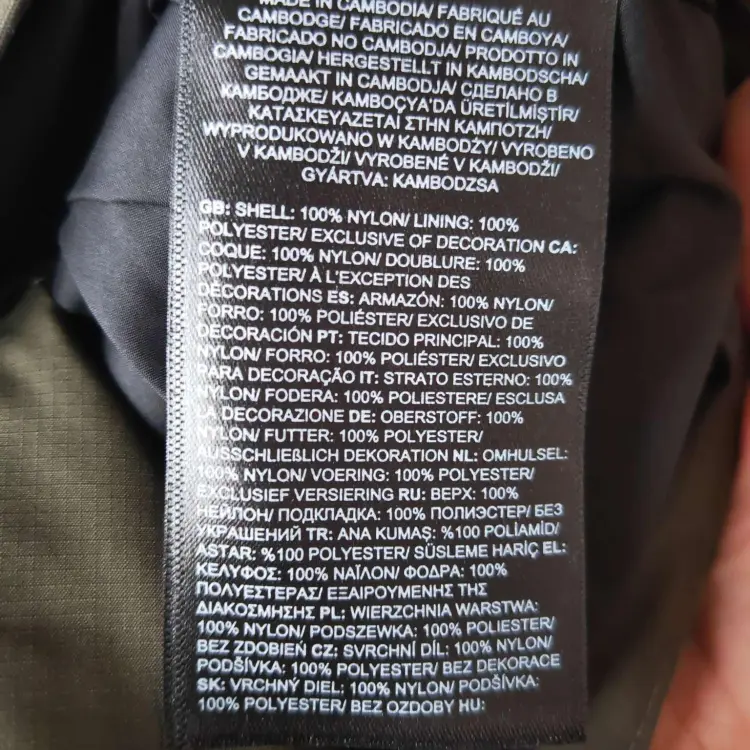 MADE IN CAMBODIA/ FABRIQUÉ AU
CAMBODGE/ FABRICADO EN CAMBOYA/
FABRICADO NO CAMBODJA/ PRODOTTO IN
CAMBOGIA/ HERGESTELLT IN KAMBODSCHA/
GEMAAKT IN CAMBODJA/ СДЕЛАНО В
КАМБОДЖЕ/ KAMBOÇYA'DA ÜRETİLMİŞTİR/
ΚΑΤΑΣΚΕΥΑΖΕΤΑΙ ΣΤΗΝ ΚΑΜΠΟΤΖΗ/
WYPRODUKOWANO W KAMBODŻY/ VYROBENO
V KAMBODŽI/ VYROBENÉ V KAMBODŽI/
GYÁRTVA: KAMBODZSA
GB: SHELL: 100% NYLON/ LINING: 100%
POLYESTER/ EXCLUSIVE OF DECORATION CA:
COQUE: 100% NYLON/ DOUBLURE: 100%
POLYESTER/ À L'EXCEPTION DES
DÉCORATIONS ES: ARMAZÓN: 100% NYLON/
FORRO: 100% POLIÉSTER/ EXCLUSIVO DE
DECORACIÓN PT: TECIDO PRINCIPAL: 100%
NYLON/ FORRO: 100% POLIÉSTER/ EXCLUSIVO
PARA DECORAÇÃO IT: STRATO ESTERNO: 100%
NYLON/ FODERA: 100% POLIESTERE/ ESCLUSA
LA DECORAZIONE DE: OBERSTOFF: 100%
NYLON/ FUTTER: 100% POLYESTER/
AUSSCHLIEßLICH DEKORATION NL: OMHULSEL:
100% NYLON/ VOERING: 100% POLYESTER/
EXCLUSIEF VERSIERING RU: ВЕРХ: 100%
НЕЙЛОН/ ПОДКЛАДКА: 100% ПОЛИЭСТЕР/ БЕЗ
УКРАШЕНИЙ TR: ANA KUMAŞ: %100 POLİAMİD/
ASTAR: %100 POLYESTER/ SÜSLEME HARİÇ EL:
ΚΕΛΥΦΟΣ: 100% ΝΑΪΛΟΝ/ ΦΟΔΡΑ: 100%
ΠΟΛΥΕΣΤΕΡΑΣ/ ΕΞΑΙΡΟΥΜΕΝΗΣ ΤΗΣ
ΔΙΑΚΟΣΜΗΣΗΣ PL: WIERZCHNIA WARSTWA:
100% NYLON/ PODSZEWKA: 100% POLIESTER/
BEZ ZDOBIEŃ CZ: SVRCHNÍ DÍL: 100% NYLON/
PODŠÍVKA: 100% POLYESTER/ BEZ DEKORACE
SK: VRCHNÝ DIEL: 100% NYLON/ PODŠÍVKA:
100% POLYESTER/ BEZ OZDOBY HU: